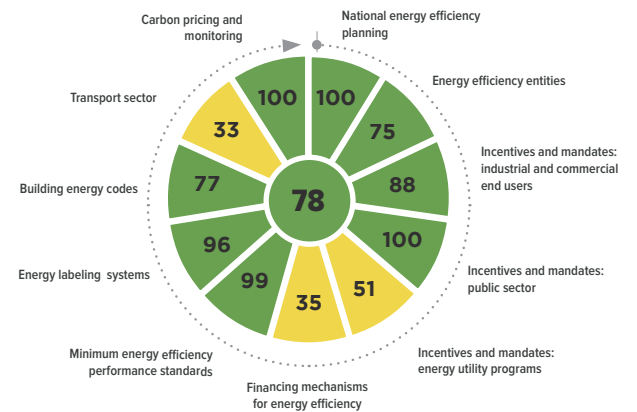 National energy efficiency
planning
100
Energy efficiency entities
75
Incentives and mandates:
industrial and commercial
end users
88
Incentives and mandates:
public sector
100
Incentives and mandates:
energy utility programs
51
Financing mechanisms
for energy efficiency
35
Minimum energy efficiency
performance standards
99
Energy labeling systems
96
Building energy codes
77
Transport sector
33
Carbon pricing and
monitoring
100
78